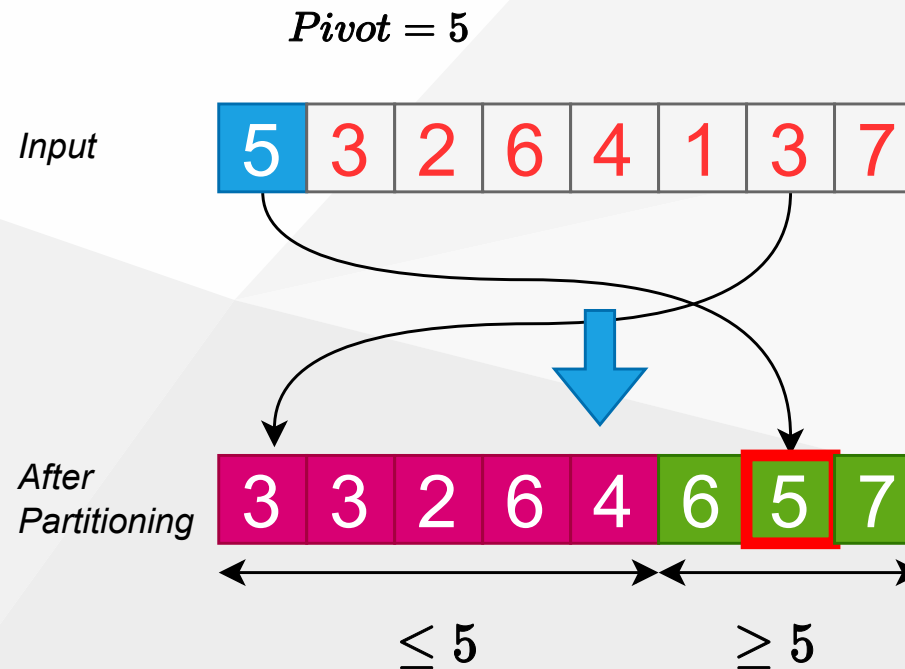 Pivot = 5
Input
5 3 2 6 4 1 3 7
After
Partitioning
3 3 2 6 4 6 5 7
≤ 5
≥ 5